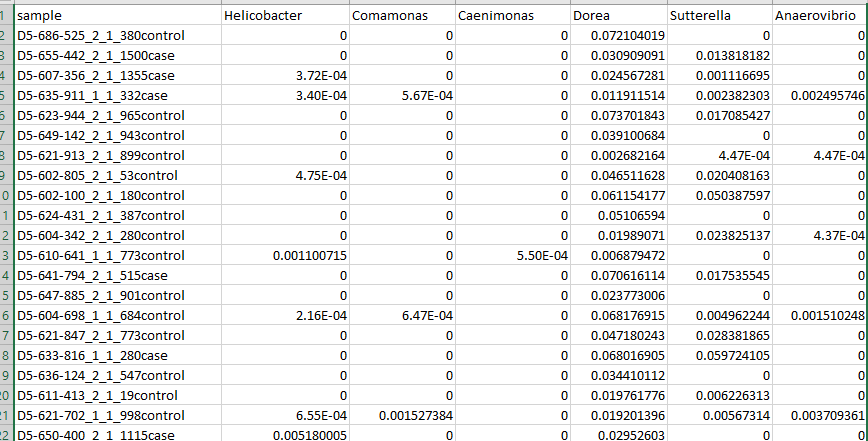 1 sample Helicobacter Comamonas Caenimonas Dorea Sutterella Anaerovibrio
2 D5-686-525_2_1_380control 0 0 0 0.072104019 0 0
3 D5-655-442_2_1_1500case 0 0 0 0.030909091 0.013818182 0
4 D5-607-356_2_1_1355case 3.72E-04 0 0 0.024567281 0.001116695 0
5 D5-635-911_1_1_332case 3.40E-04 5.67E-04 0 0.011911514 0.002382303 0.002495746
6 D5-623-944_2_1_965control 0 0 0 0.073701843 0.017085427 0
7 D5-649-142_2_1_943control 0 0 0 0.039100684 0 0
8 D5-621-913_2_1_899control 0 0 0 0.002682164 4.47E-04 4.47E-04
9 D5-602-805_2_1_53control 4.75E-04 0 0 0.046511628 0.020408163 0
0 D5-602-100_2_1_180control 0 0 0 0.061154177 0.050387597 0
1 D5-624-431_2_1_387control 0 0 0 0.05106594 0 0
2 D5-604-342_2_1_280control 0 0 0 0.01989071 0.023825137 4.37E-04
3 D5-610-641_1_1_773control 0.001100715 0 5.50E-04 0.006879472 0 0
4 D5-641-794_2_1_515case 0 0 0 0.070616114 0.017535545 0
5 D5-647-885_2_1_901control 0 0 0 0.023773006 0 0
6 D5-604-698_1_1_684control 2.16E-04 6.47E-04 0 0.068176915 0.004962244 0.001510248
7 D5-621-847_2_1_773control 0 0 0 0.047180243 0.028381865 0
8 D5-633-816_1_1_280case 0 0 0 0.068016905 0.059724105 0
9 D5-636-124_2_1_547control 0 0 0 0.034410112 0 0
20 D5-611-413_2_1_19control 0 0 0 0.019761776 0.006226313 0
21 D5-621-702_1_1_998control 6.55E-04 0.001527384 0 0.019201396 0.00567314 0.003709361
22 D5-650-400_2_1_1115case 0.005180005 0 0 0.02952603 0 0